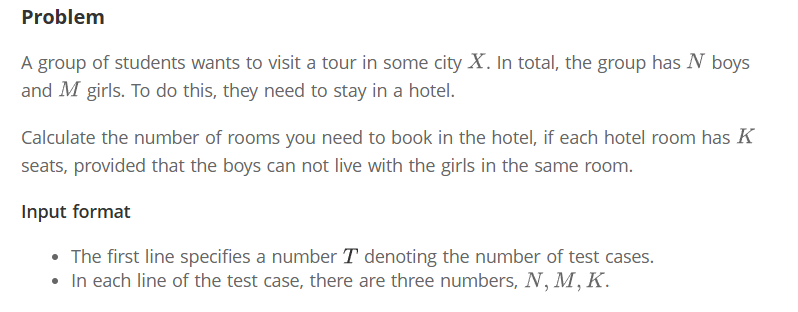 Problem
A group of students wants to visit a tour in some city X. In total, the group has N boys
and M girls. To do this, they need to stay in a hotel.
Calculate the number of rooms you need to book in the hotel, if each hotel room has K
seats, provided that the boys can not live with the girls in the same room.
Input format
• The first line specifies a number T denoting the number of test cases.
• In each line of the test case, there are three numbers, N, M, K.